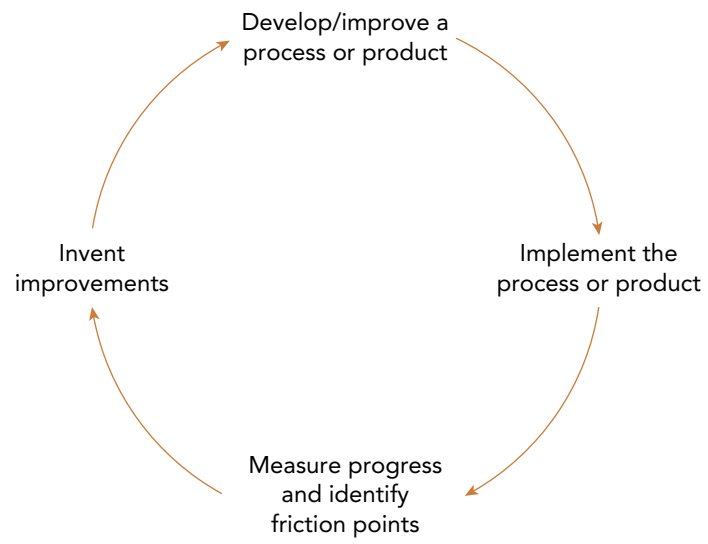 Develop/improve a
process or product
Implement the
process or product
Measure progress
and identify
friction points
Invent
improvements